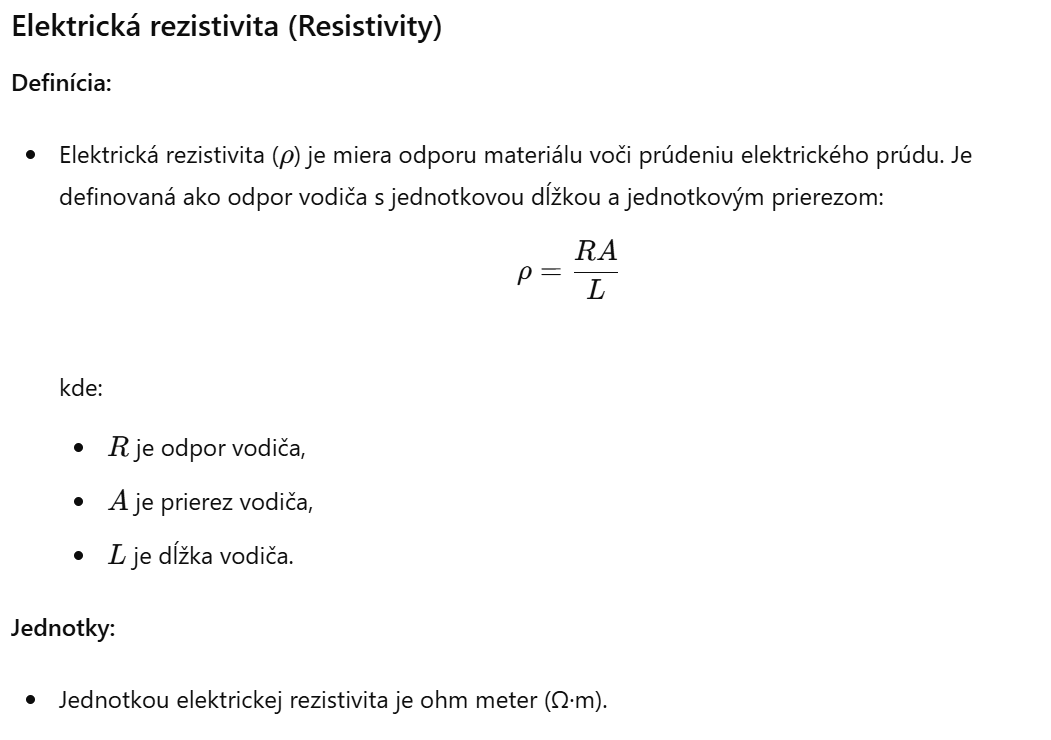 Elektrická rezistivita (Resistivity)
Definícia:
• Elektrická rezistivita (ρ) je miera odporu materiálu voči prúdeniu elektrického prúdu. Je
definovaná ako odpor vodiča s jednotkovou dĺžkou a jednotkovým prierezom:
ρ = RA / L
kde:
• R je odpor vodiča,
• A je prierez vodiča,
• L je dĺžka vodiča.
Jednotky:
• Jednotkou elektrickej rezistivita je ohm meter (Ω·m).